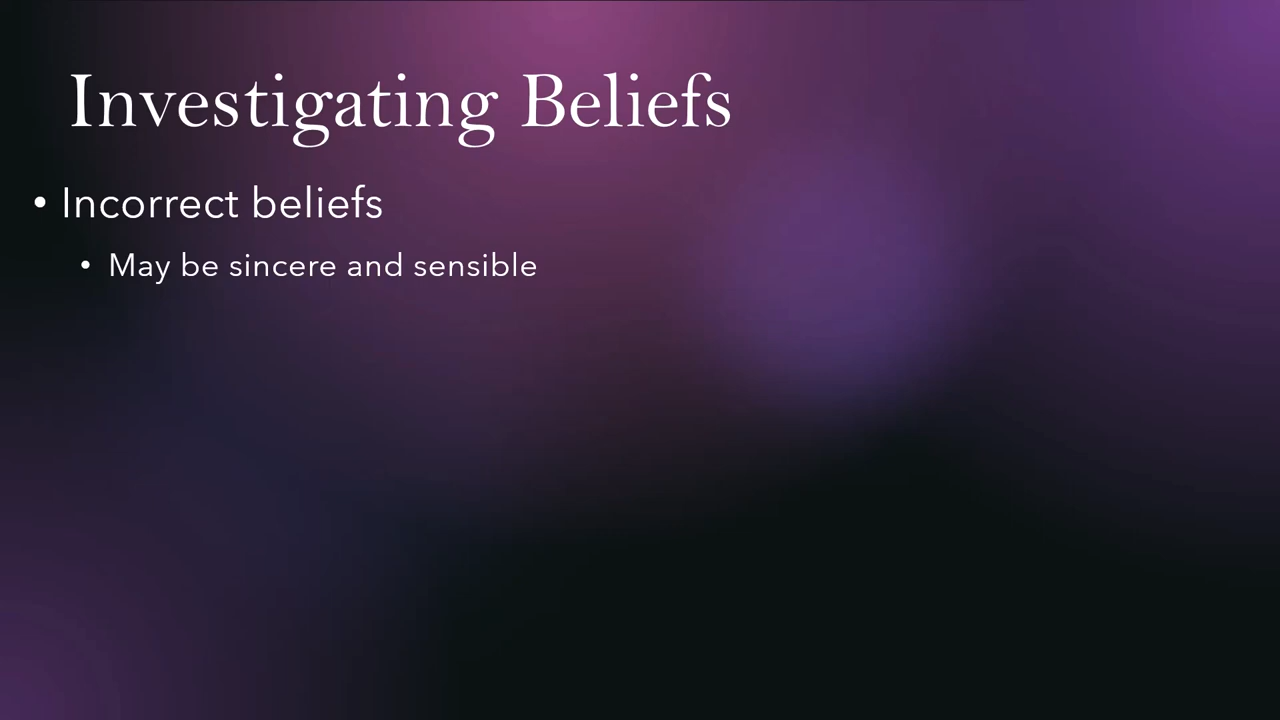 Investigating Beliefs
• Incorrect beliefs
• May be sincere and sensible